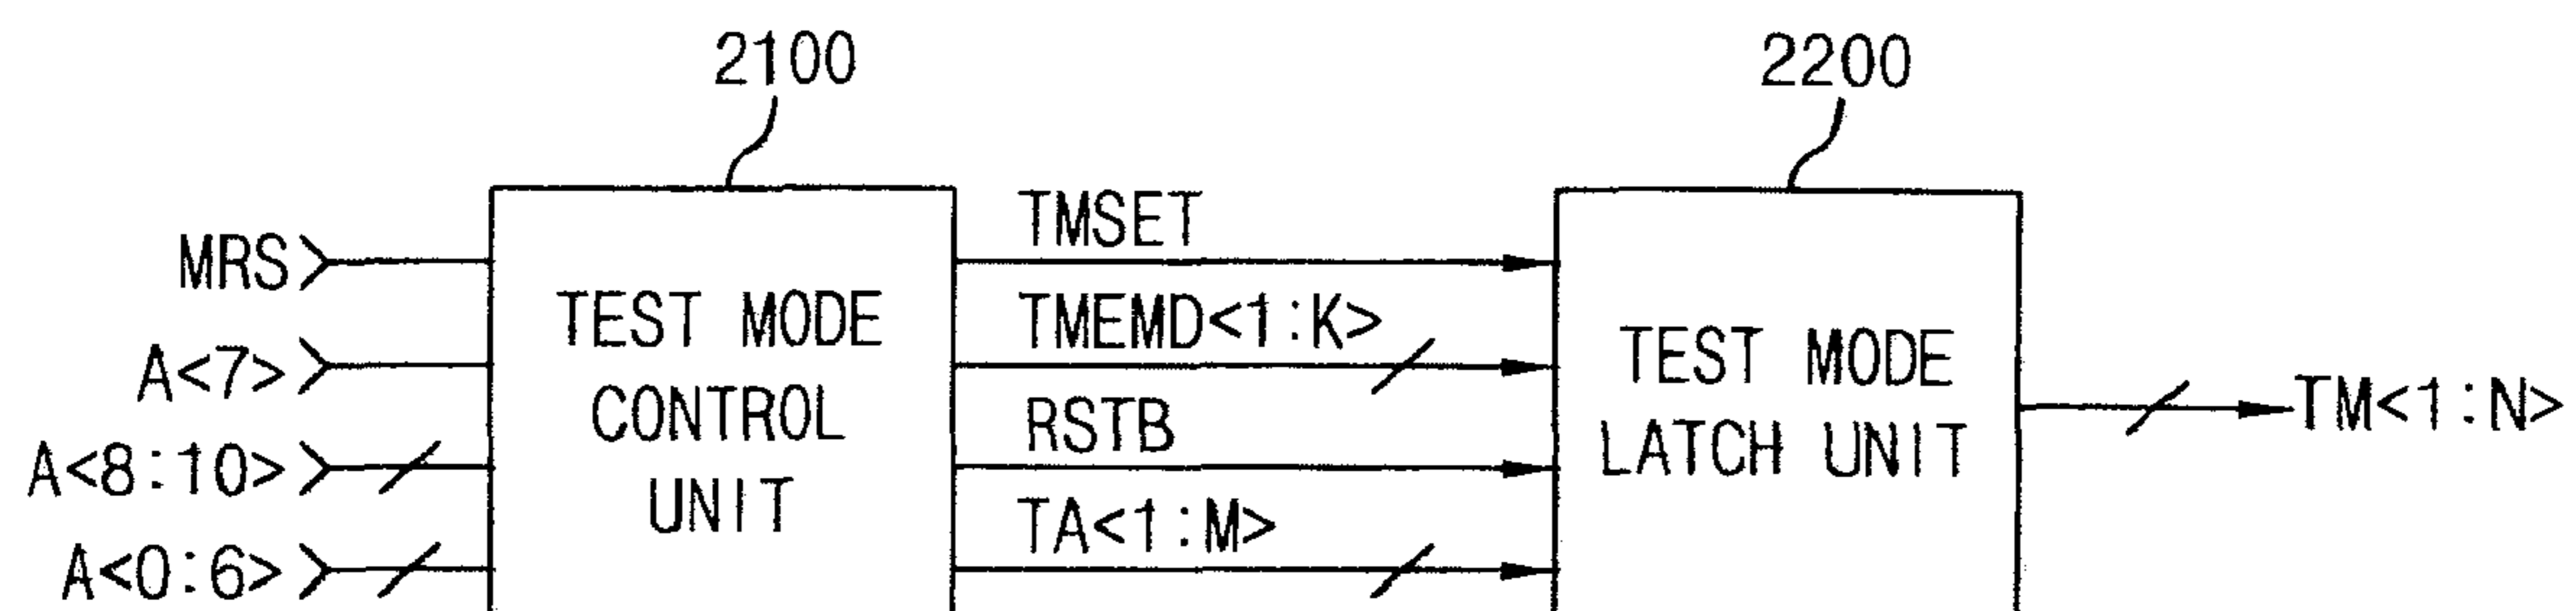 2100
2200
MRS
A<7>
A<8:10>
A<0:6>
TEST MODE
CONTROL
UNIT
TMSET
TMEMD<1:K>
RSTB
TA<1:M>
TEST MODE
LATCH UNIT
TM<1:N>